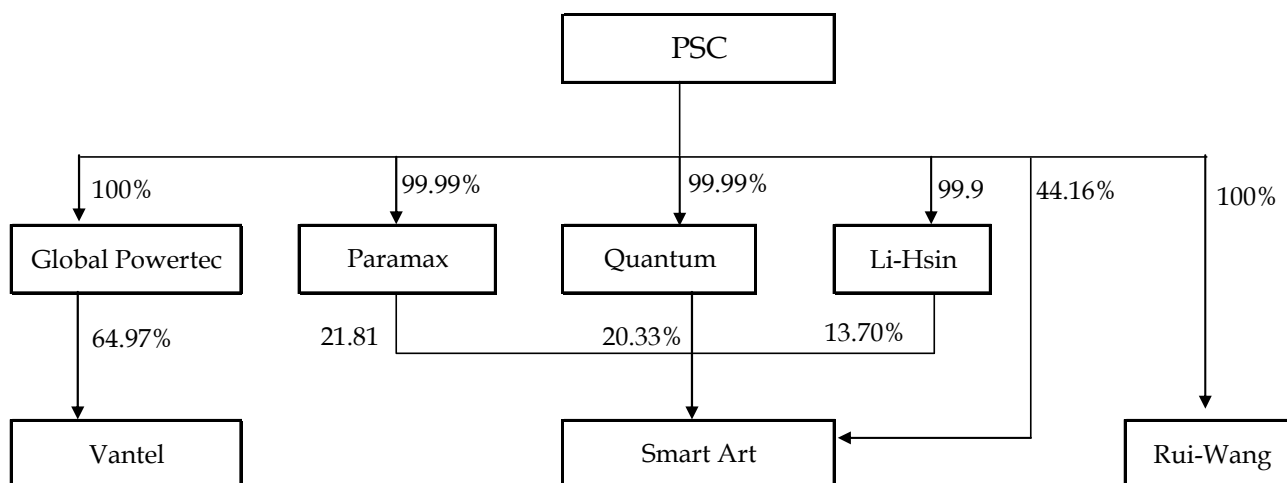 PSC
100%
99.99%
99.99%
99.9
44.16%
100%
Global Powertec
Paramax
Quantum
Li-Hsin
64.97%
21.81
20.33%
13.70%
Vantel
Smart Art
Rui-Wang